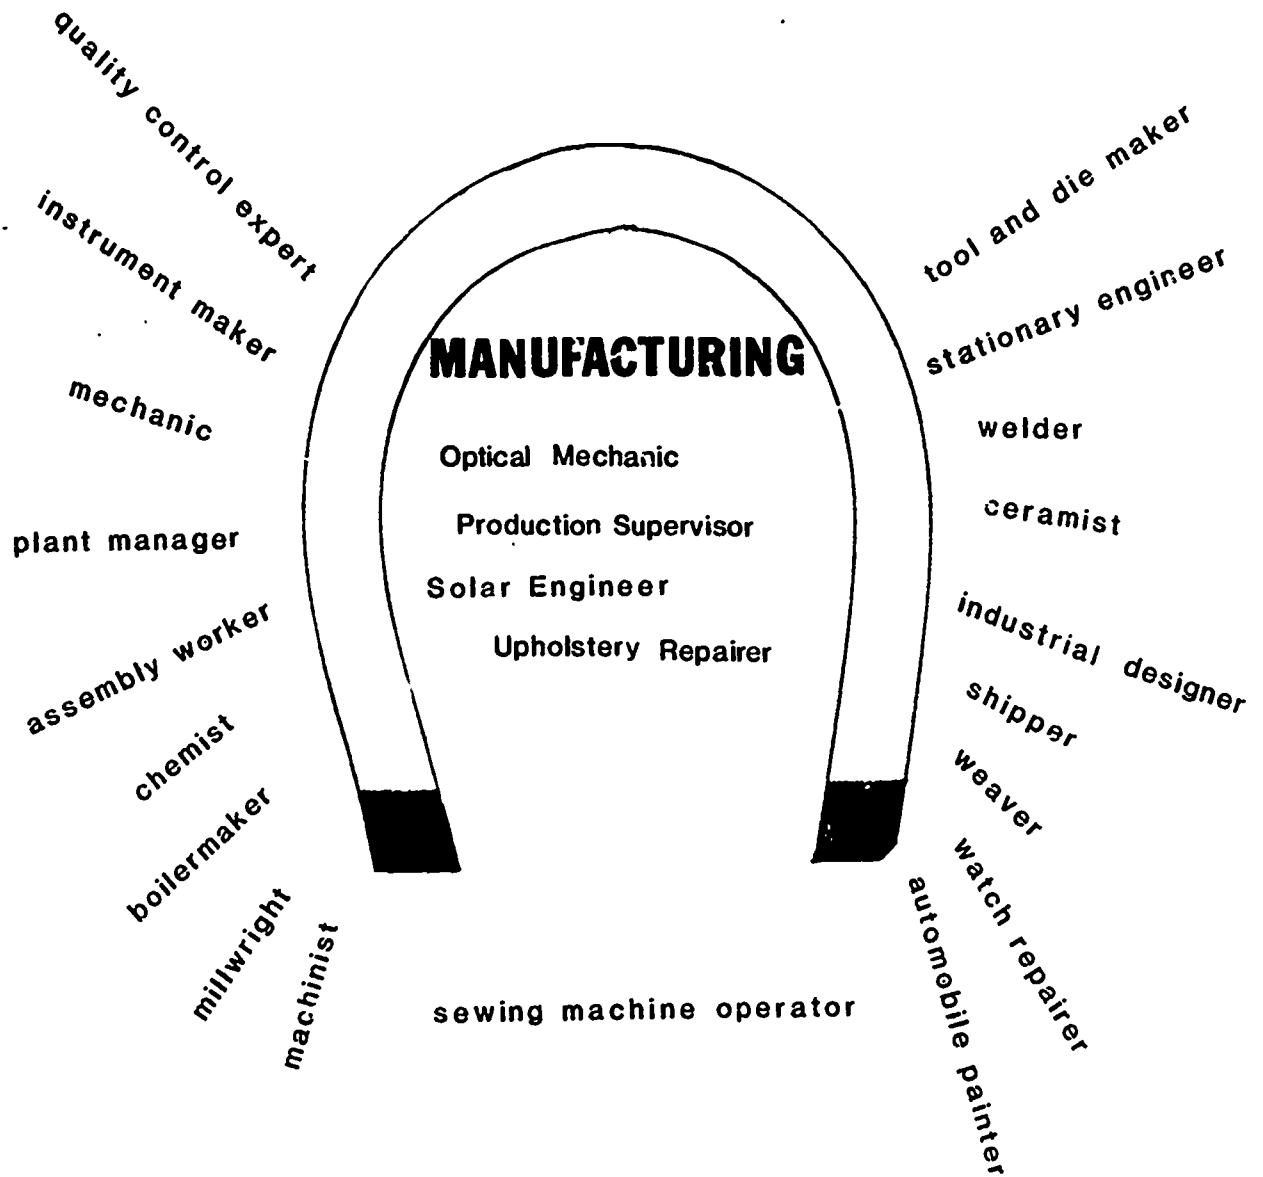 quality control expert
instrument maker
mechanic
plant manager
assembly worker
chemist
boilermaker
millwright
machinist
MANUFACTURING
Optical Mechanic
Production Supervisor
Solar Engineer
Upholstery Repairer
sewing machine operator
tool and die maker
stationary engineer
welder
ceramist
industrial designer
shipper
weaver
watch repairer
automobile painter